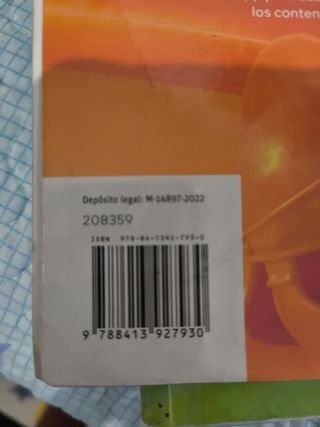 los conten
Depósito legal: M-14897-2022
208359
ISBN 978-84-1392-793-0
9 788413 927930